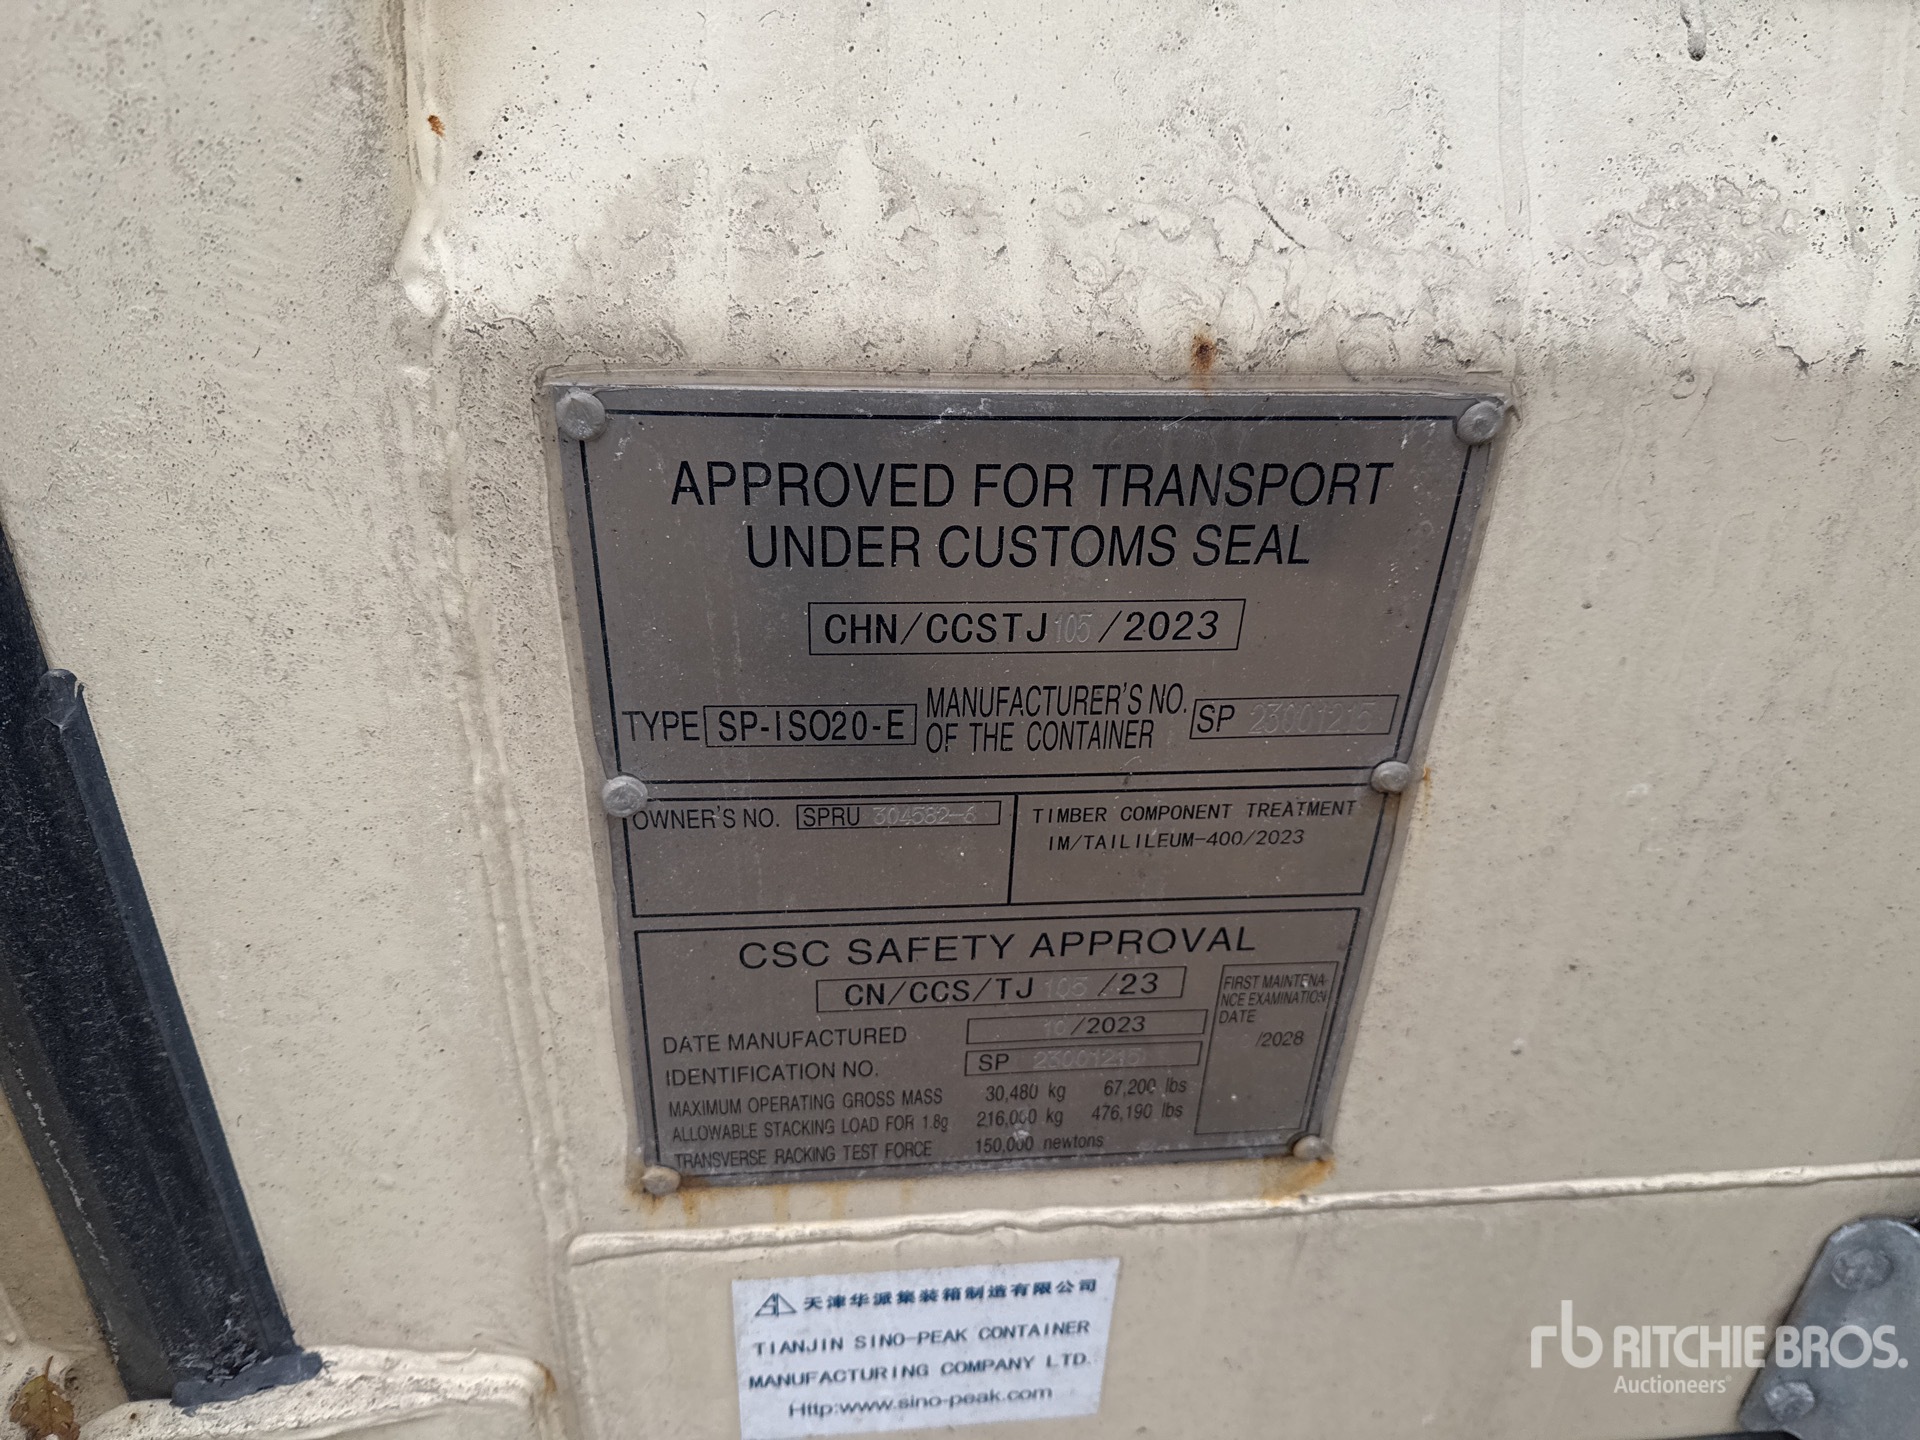 APPROVED FOR TRANSPORT
UNDER CUSTOMS SEAL
CHN/CCSTJ 105 /2023
TYPE SP-ISO20-E MANUFACTURER'S NO. OF THE CONTAINER SP 23001215
OWNER'S NO. SPRU 304582-6
TIMBER COMPONENT TREATMENT
IM/TAILILEUM-400/2023
CSC SAFETY APPROVAL
CN/CCS/TJ 105 /23
DATE MANUFACTURED 10/2023
IDENTIFICATION NO. SP 23001215
MAXIMUM OPERATING GROSS MASS 30,480 kg 67,200 lbs
ALLOWABLE STACKING LOAD FOR 1.8g 216,000 kg 476,190 lbs
TRANSVERSE RACKING TEST FORCE 150,000 newtons
FIRST MAINTENA
NCE EXAMINATION
DATE
/2028
天津华派集装箱制造有限公司
TIANJIN SINO-PEAK CONTAINER
MANUFACTURING COMPANY LTD.
Http:www.sino-peak.com
rb RITCHIE BROS.
Auctioneers